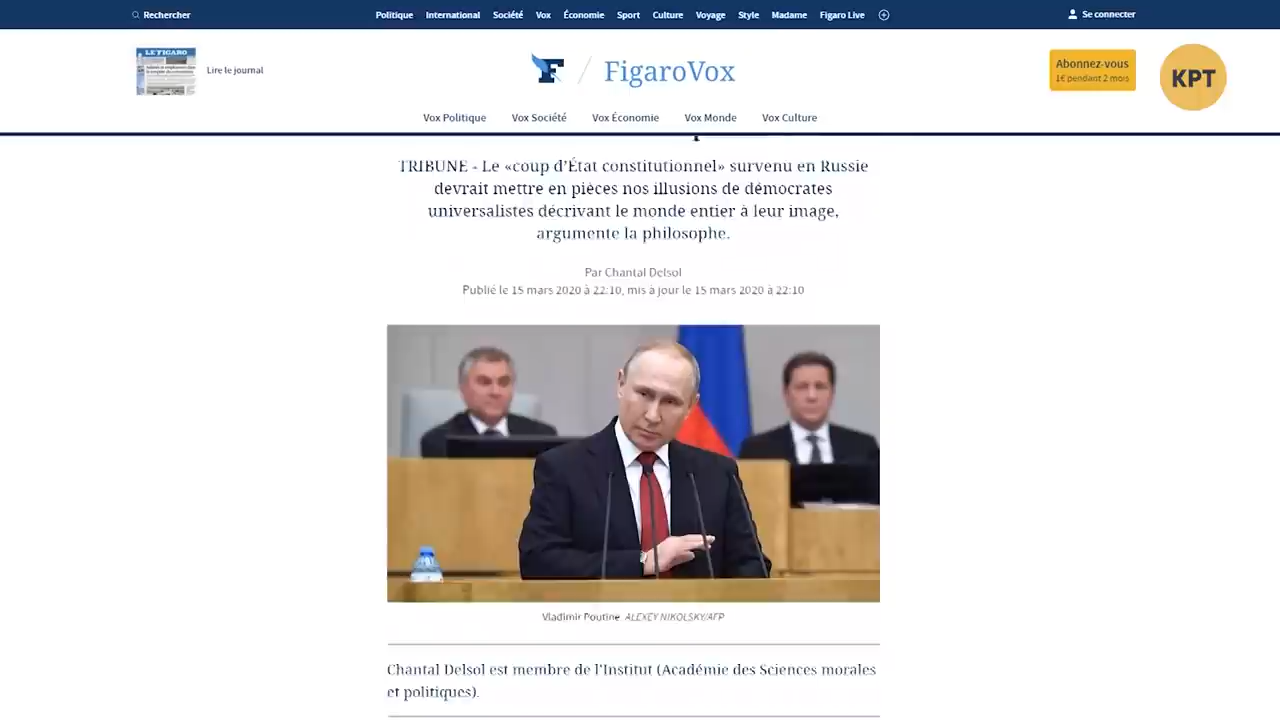 Rechercher
Politique International Société Vox Économie Sport Culture Voyage Style Madame Figaro Live
Se connecter
LE FIGARO
Lire le journal
F / FigaroVox
Abonnez-vous
1€ pendant 2 mois
KPT
Vox Politique Vox Société Vox Économie Vox Monde Vox Culture
TRIBUNE - Le «coup d'État constitutionnel» survenu en Russie
devrait mettre en pièces nos illusions de démocrates
universalistes décrivant le monde entier à leur image,
argumente la philosophe.
Par Chantal Delsol
Publié le 15 mars 2020 à 22:10, mis à jour le 15 mars 2020 à 22:10
Vladimir Poutine ALEXEY NIKOLSKY/AFP
Chantal Delsol est membre de l'Institut (Académie des Sciences morales
et politiques).